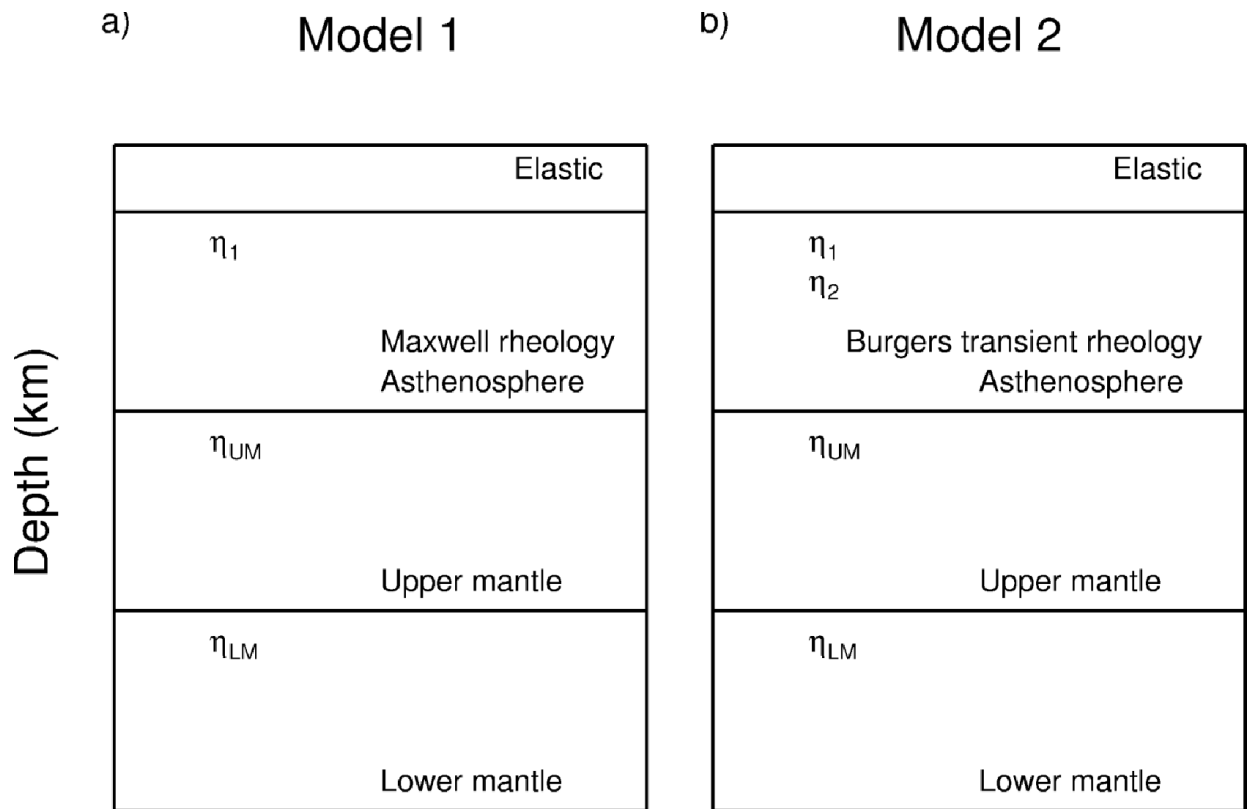 a) Model 1
Elastic
η1
Maxwell rheology
Asthenosphere
ηUM
Upper mantle
ηLM
Lower mantle
b) Model 2
Elastic
η1
η2
Burgers transient rheology
Asthenosphere
ηUM
Upper mantle
ηLM
Lower mantle
Depth (km)